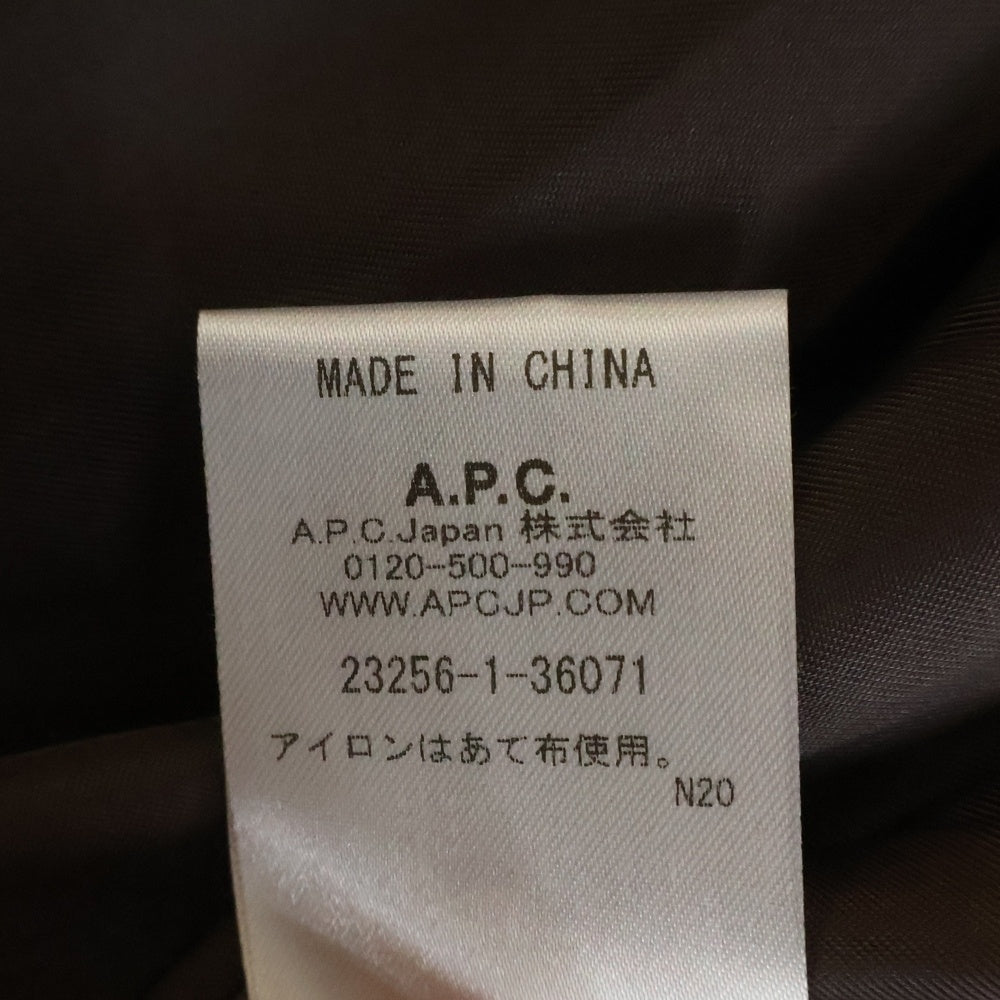 MADE IN CHINA
A.P.C.
A.P.C.Japan 株式会社
0120-500-990
WWW.APCJP.COM
23256-1-36071
アイロンはあて布使用。
N20